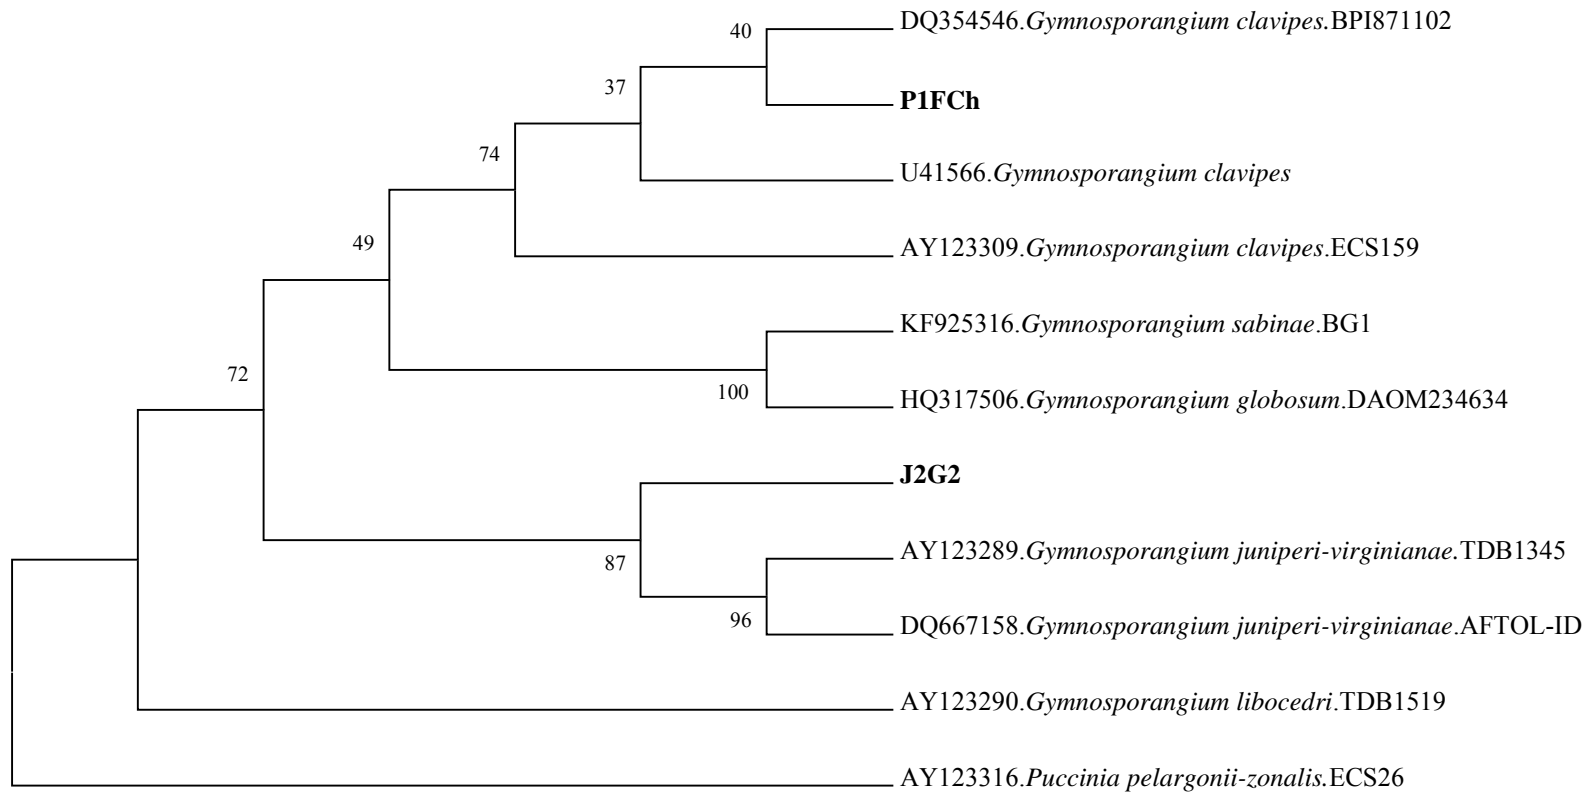 40
DQ354546.Gymnosporangium clavipes.BPI871102
37
P1FCh
74
U41566.Gymnosporangium clavipes
49
AY123309.Gymnosporangium clavipes.ECS159
KF925316.Gymnosporangium sabinae.BG1
72
100
HQ317506.Gymnosporangium globosum.DAOM234634
J2G2
87
AY123289.Gymnosporangium juniperi-virginianae.TDB1345
96
DQ667158.Gymnosporangium juniperi-virginianae.AFTOL-ID
AY123290.Gymnosporangium libocedri.TDB1519
AY123316.Puccinia pelargonii-zonalis.ECS26